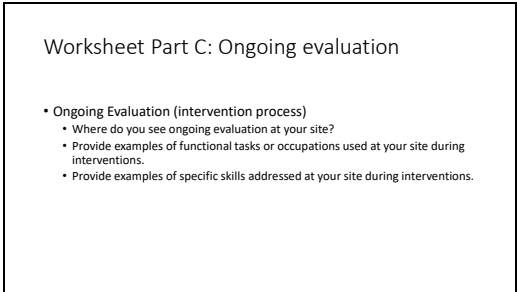 Worksheet Part C: Ongoing evaluation
• Ongoing Evaluation (intervention process)
• Where do you see ongoing evaluation at your site?
• Provide examples of functional tasks or occupations used at your site during
interventions.
• Provide examples of specific skills addressed at your site during interventions.